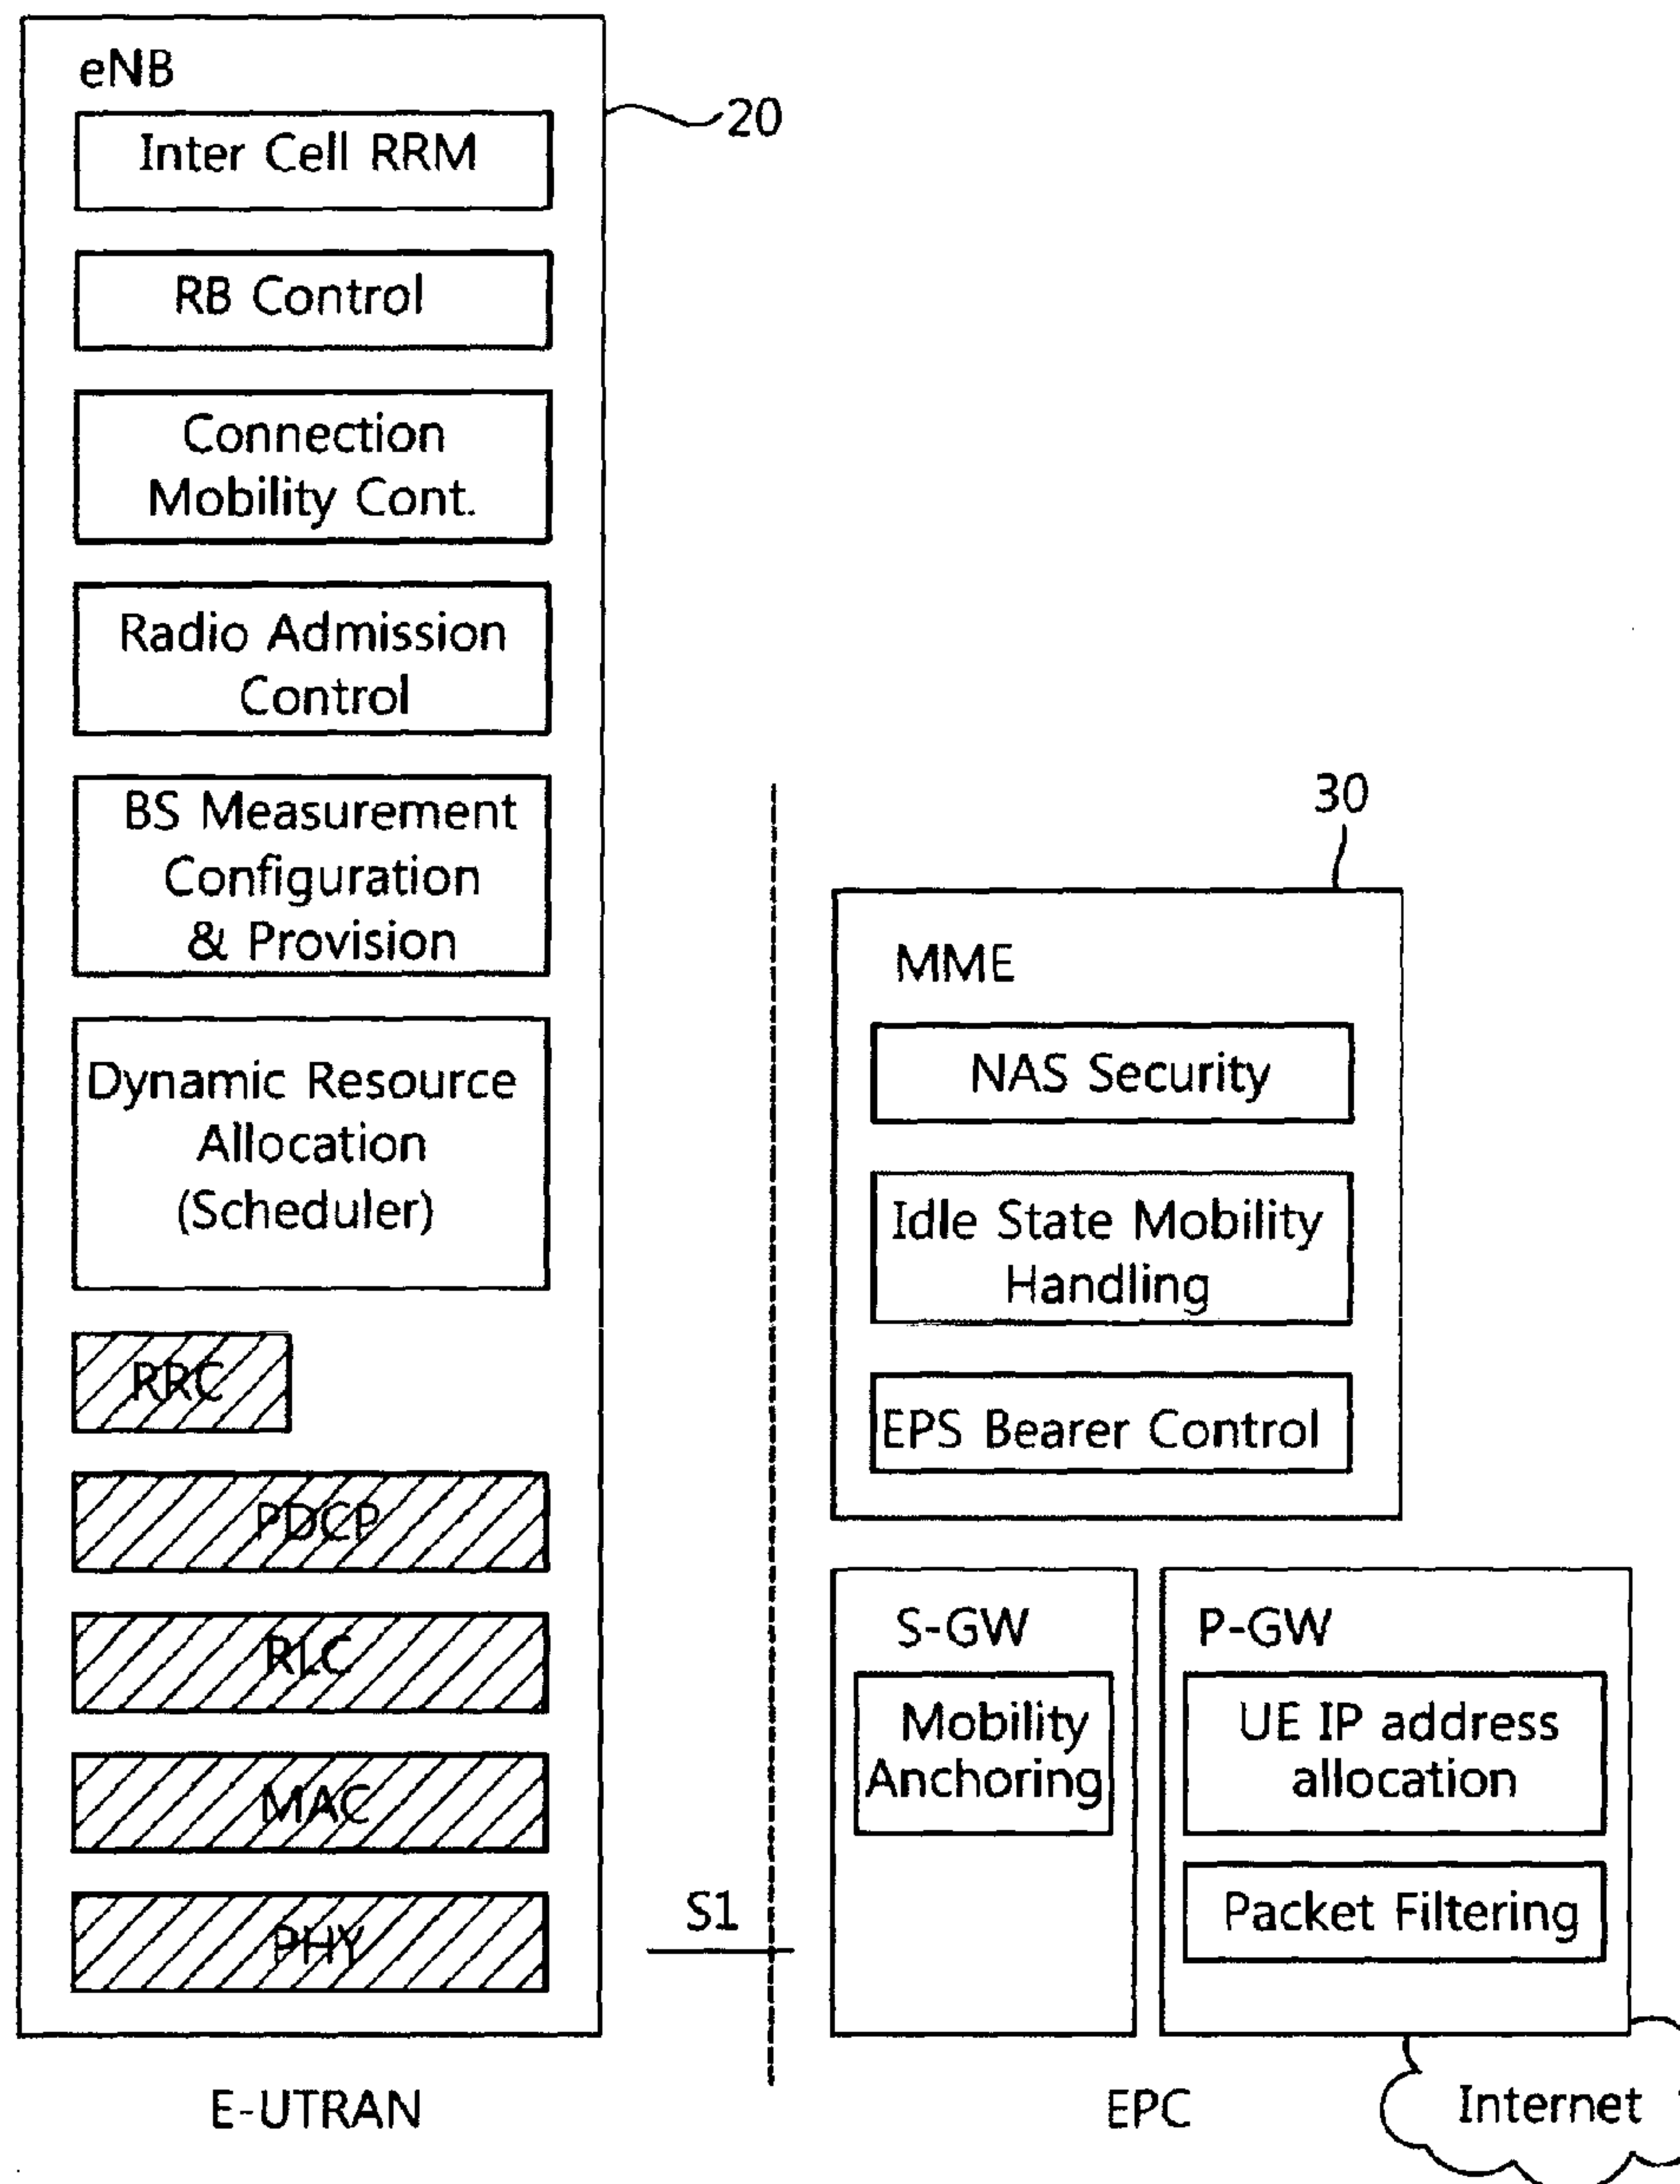 eNB
20
Inter Cell RRM
RB Control
Connection
Mobility Cont.
Radio Admission
Control
BS Measurement
Configuration
& Provision
Dynamic Resource
Allocation
(Scheduler)
RRC
PDCP
RLC
MAC
PHY
S1
E-UTRAN
30
MME
NAS Security
Idle State Mobility
Handling
EPS Bearer Control
S-GW
Mobility
Anchoring
P-GW
UE IP address
allocation
Packet Filtering
EPC
Internet